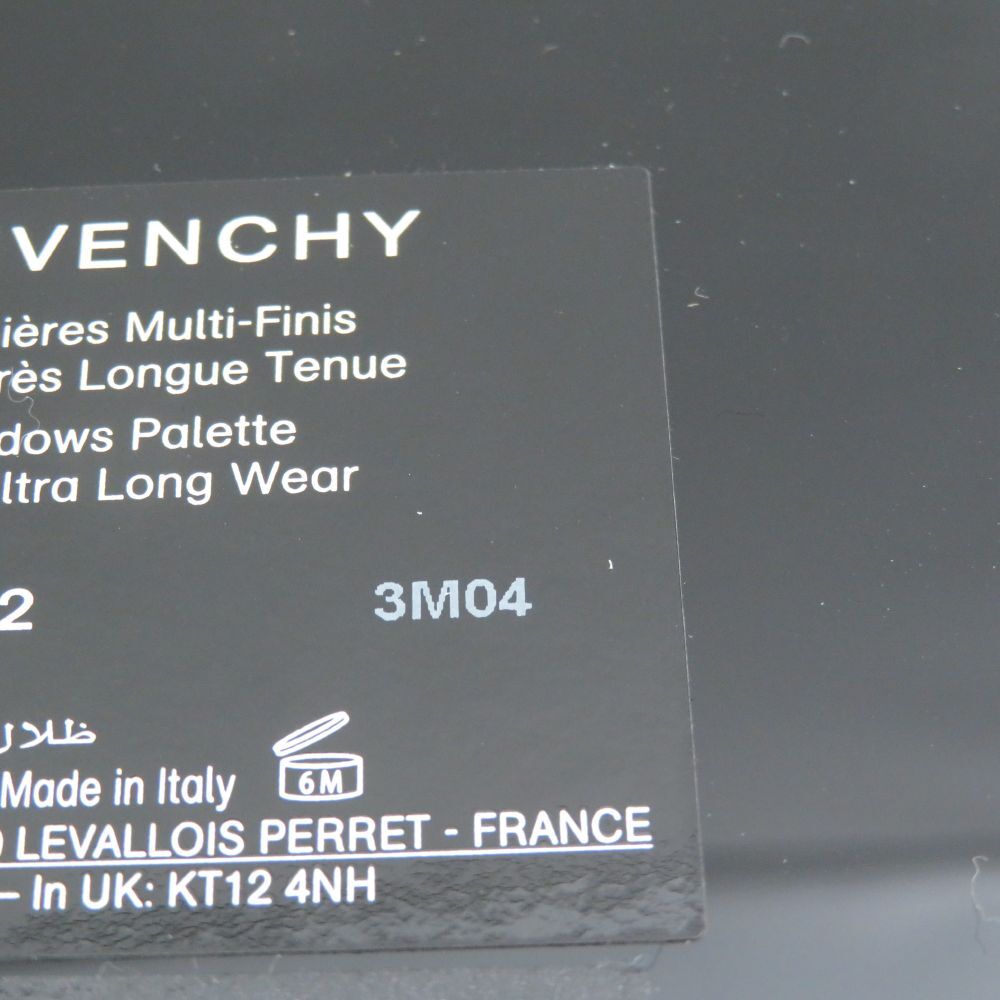 VENCHY
ières Multi-Finis
rès Longue Tenue
dows Palette
ltra Long Wear
2 3M04
ظلال
Made in Italy 6M
LEVALLOIS PERRET - FRANCE
– In UK: KT12 4NH